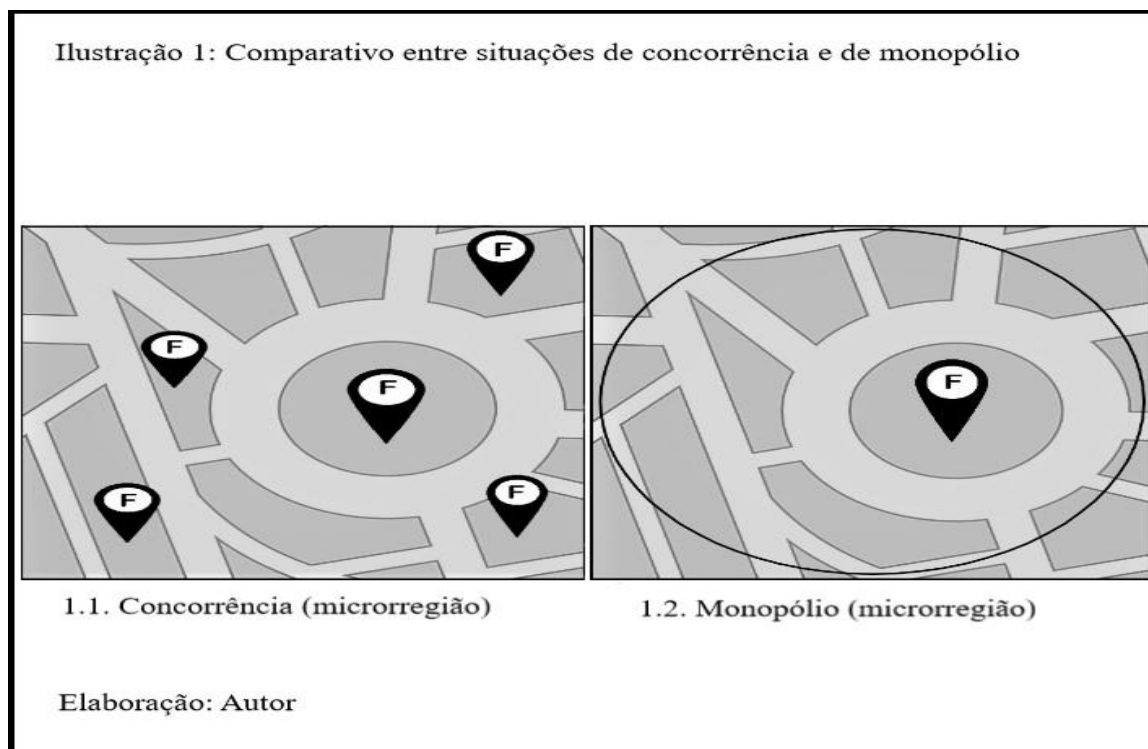 Ilustração 1: Comparativo entre situações de concorrência e de monopólio
F
F
F
F
F
F
1.1. Concorrência (microrregião)
1.2. Monopólio (microrregião)
Elaboração: Autor